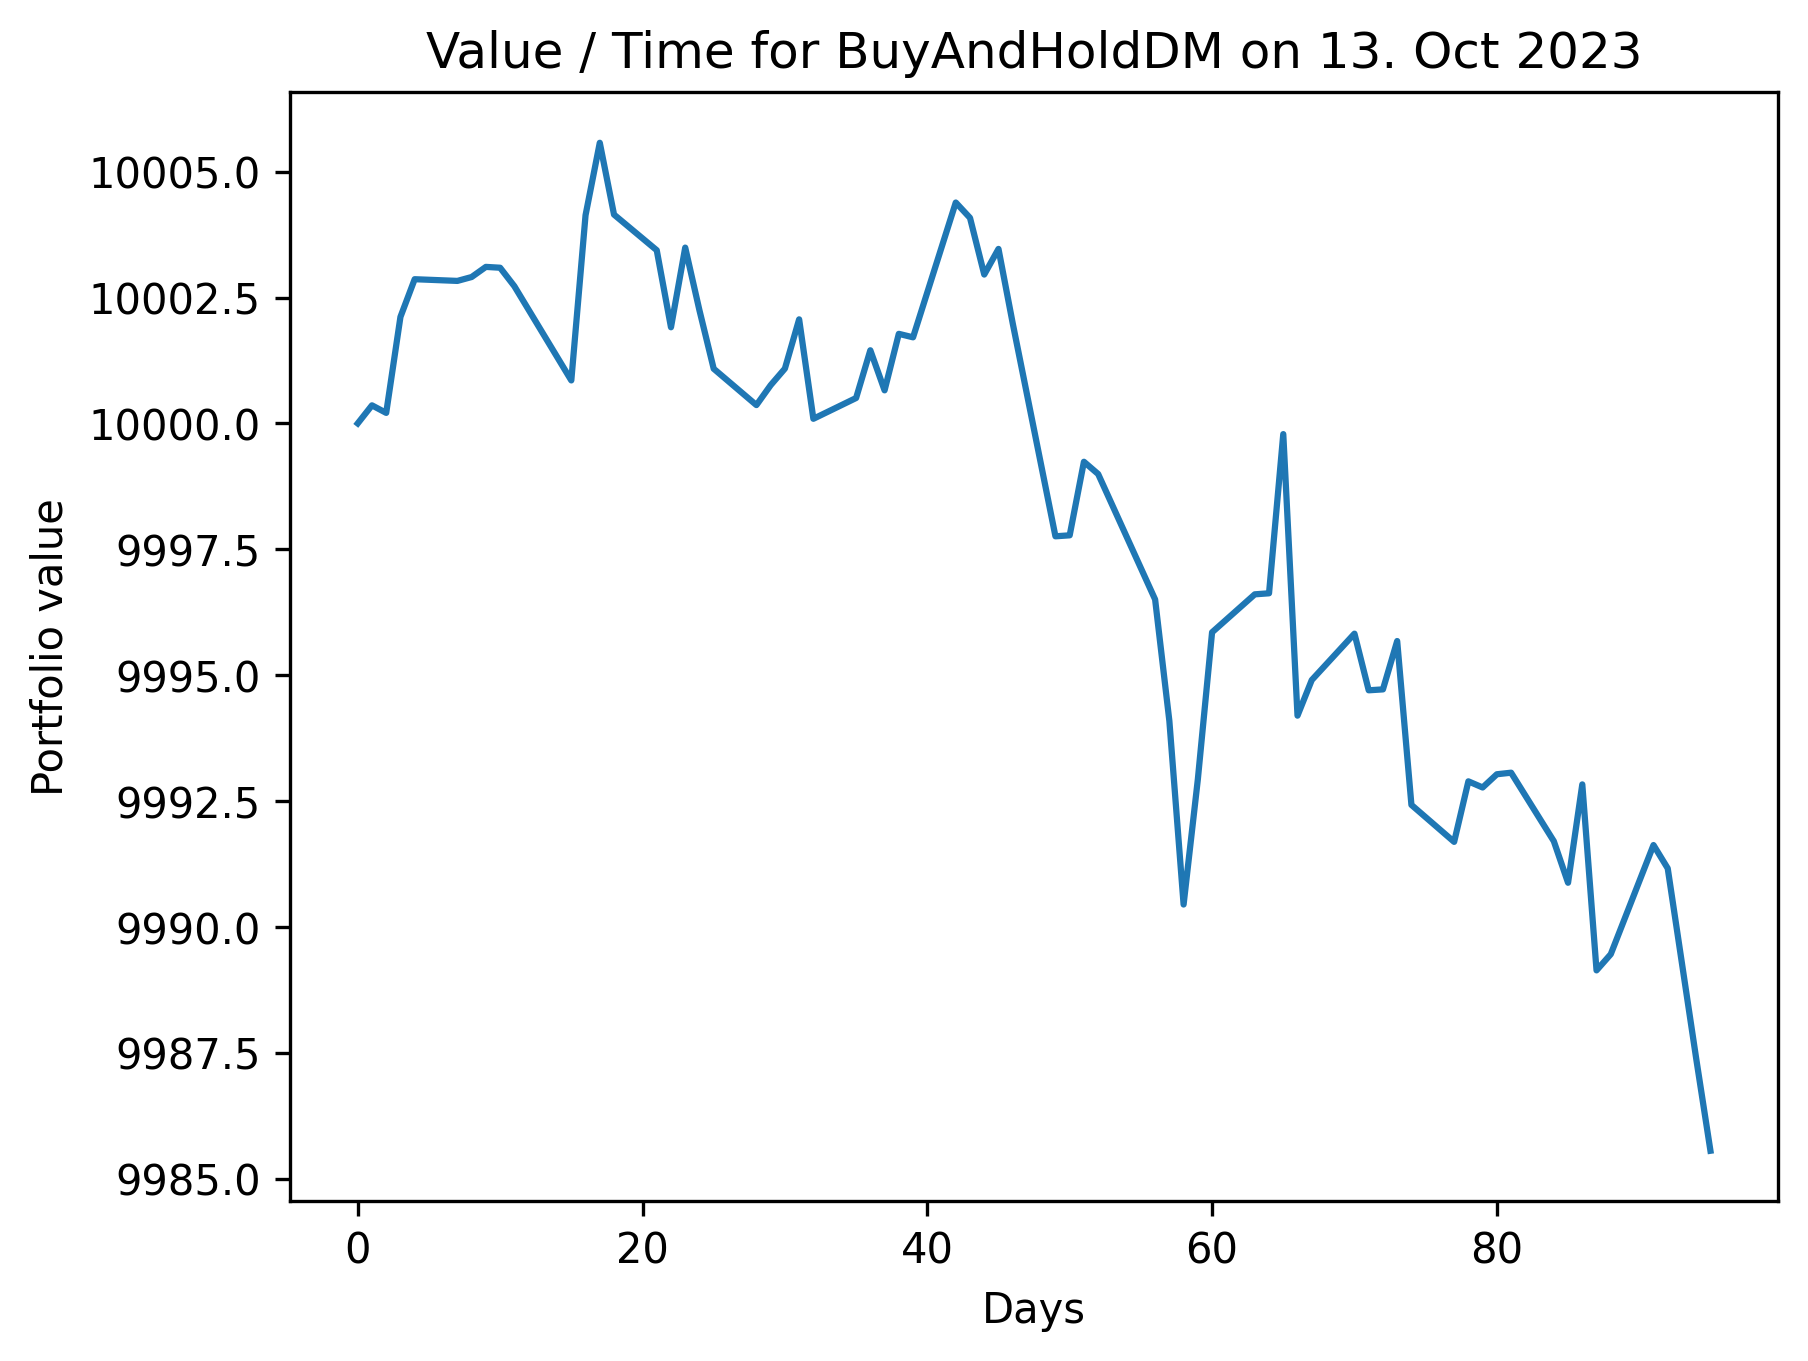 Value / Time for BuyAndHoldDM on 13. Oct 2023
10005.0
10002.5
10000.0
9997.5
9995.0
9992.5
9990.0
9987.5
9985.0
Portfolio value
0 20 40 60 80
Days